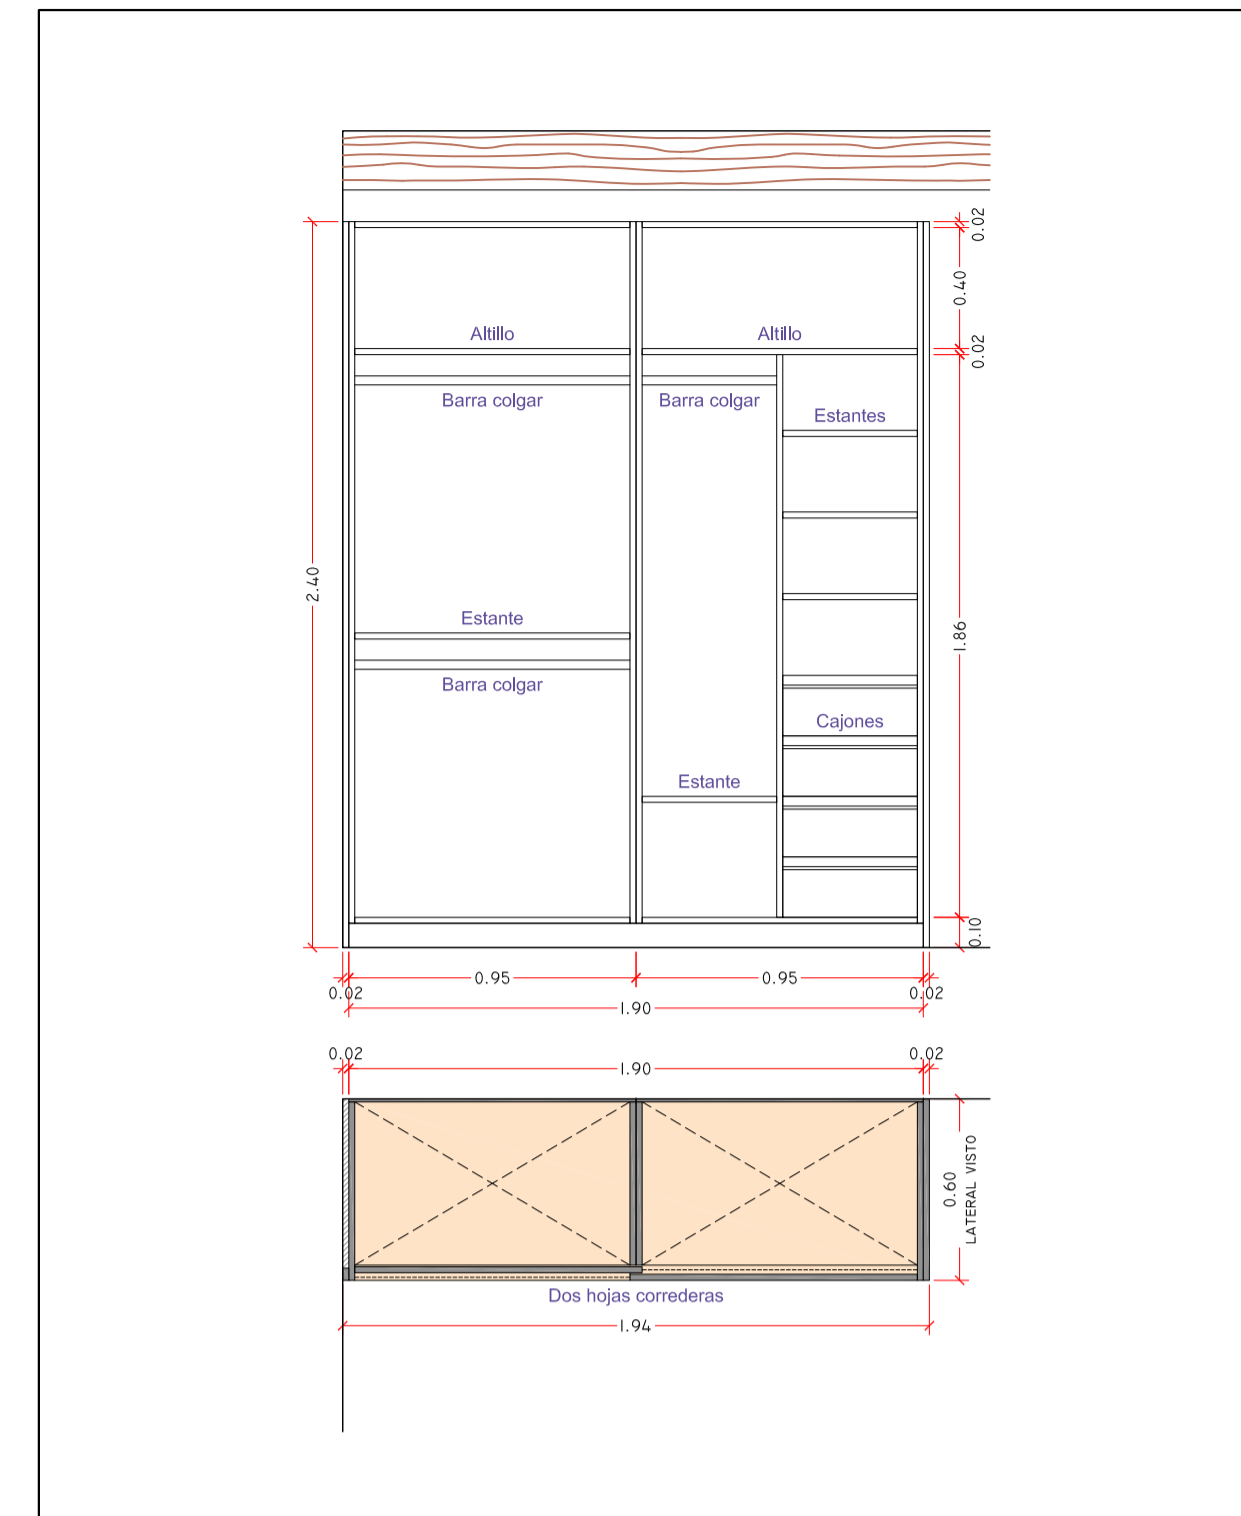 0.02
0.40
Altillo
Altillo
0.02
Barra colgar
Barra colgar
Estantes
2.40
Estante
1.86
Barra colgar
Cajones
Estante
0.10
0.95
0.95
0.02
0.02
1.90
0.02
0.02
1.90
0.60
LATERAL VISTO
Dos hojas correderas
1.94